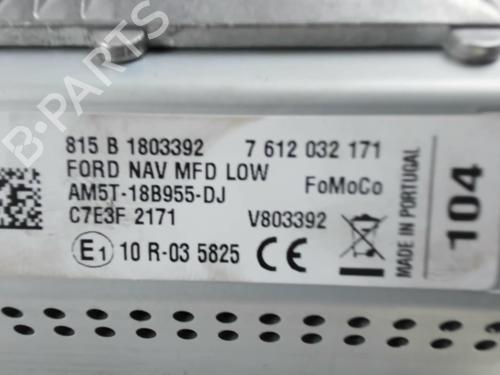 815 B 1803392 7 612 032 171
FORD NAV MFD LOW
AM5T-18B955-DJ FoMoCo
C7E3F 2171 V803392
E1 10 R-03 5825 CE
MADE IN PORTUGAL
104
B-PARTS